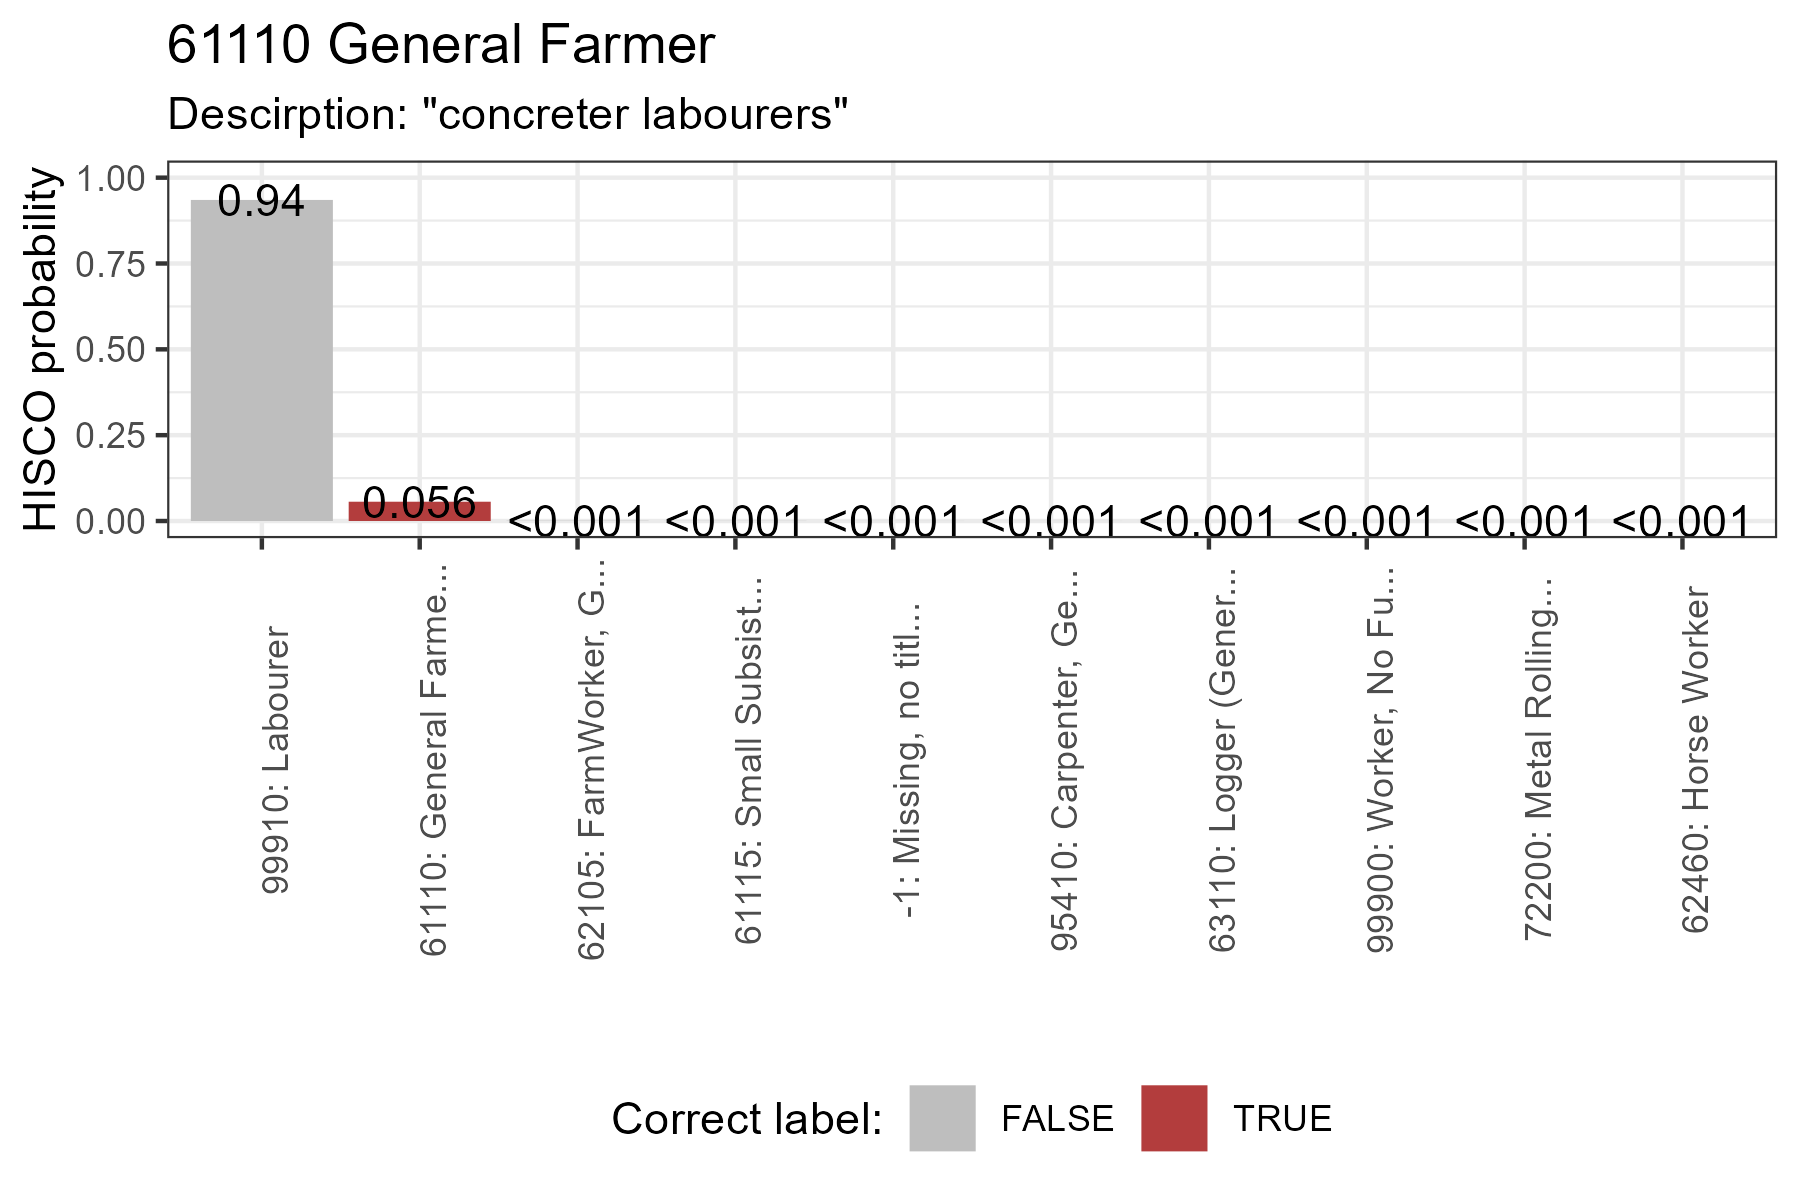 61110 General Farmer
Descirption: "concreter labourers"
HISCO probability
1.00
0.75
0.50
0.25
0.00
0.94
0.056
<0.001
<0.001
<0.001
<0.001
<0.001
<0.001
<0.001
<0.001
99910: Labourer
61110: General Farme...
62105: FarmWorker, G...
61115: Small Subsist...
-1: Missing, no titl...
95410: Carpenter, Ge...
63110: Logger (Gener...
99900: Worker, No Fu...
72200: Metal Rolling...
62460: Horse Worker
Correct label: FALSE TRUE